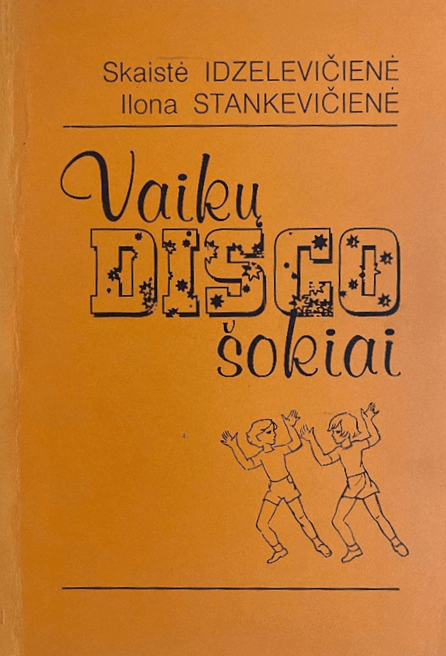 Skaistė IDZELEVIČIENĖ
Ilona STANKEVIČIENĖ
Vaikų
DISCO
šokiai